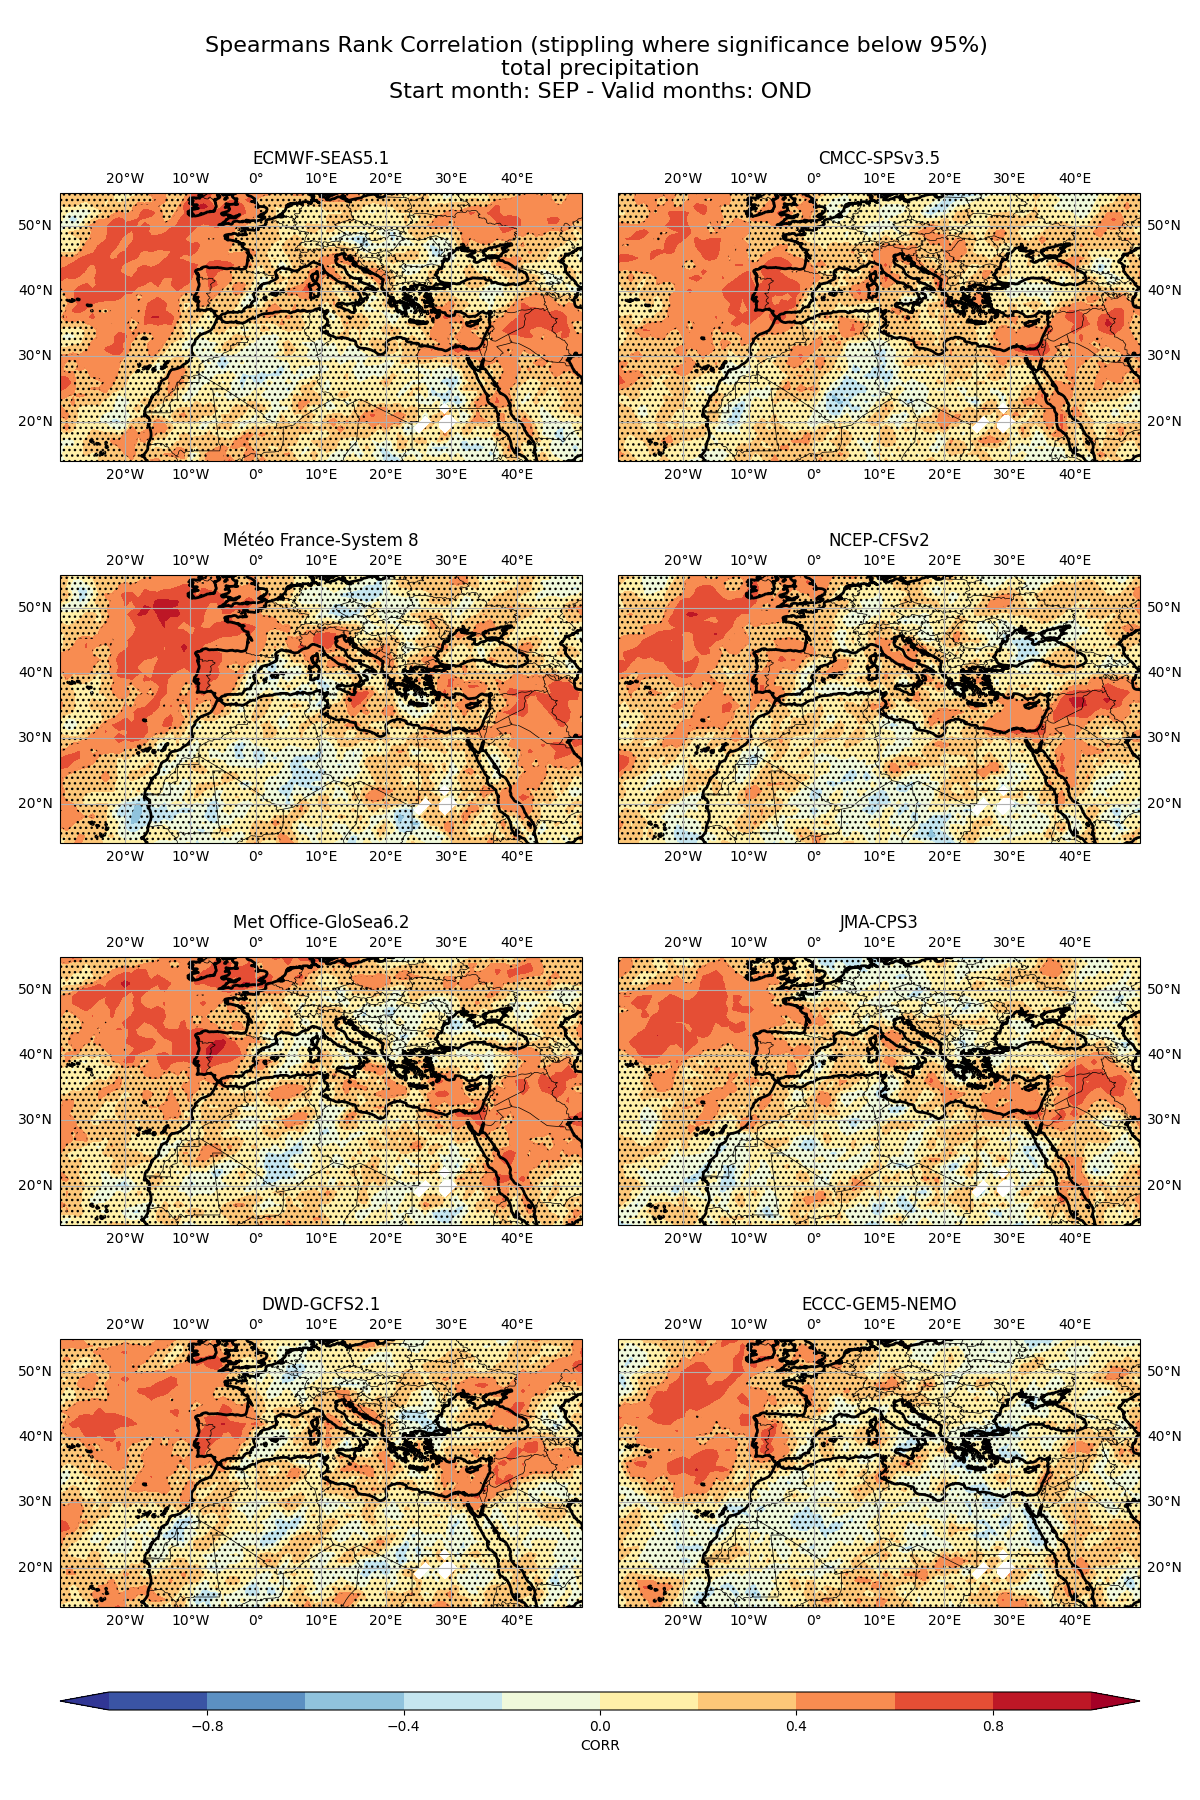 Spearmans Rank Correlation (stippling where significance below 95%)
total precipitation
Start month: SEP - Valid months: OND
ECMWF-SEAS5.1
20°W 10°W 0° 10°E 20°E 30°E 40°E
50°N
40°N
30°N
20°N
20°W 10°W 0° 10°E 20°E 30°E 40°E
CMCC-SPSv3.5
20°W 10°W 0° 10°E 20°E 30°E 40°E
50°N
40°N
30°N
20°N
20°W 10°W 0° 10°E 20°E 30°E 40°E
Météo France-System 8
20°W 10°W 0° 10°E 20°E 30°E 40°E
50°N
40°N
30°N
20°N
20°W 10°W 0° 10°E 20°E 30°E 40°E
NCEP-CFSv2
20°W 10°W 0° 10°E 20°E 30°E 40°E
50°N
40°N
30°N
20°N
20°W 10°W 0° 10°E 20°E 30°E 40°E
Met Office-GloSea6.2
20°W 10°W 0° 10°E 20°E 30°E 40°E
50°N
40°N
30°N
20°N
20°W 10°W 0° 10°E 20°E 30°E 40°E
JMA-CPS3
20°W 10°W 0° 10°E 20°E 30°E 40°E
50°N
40°N
30°N
20°N
20°W 10°W 0° 10°E 20°E 30°E 40°E
DWD-GCFS2.1
20°W 10°W 0° 10°E 20°E 30°E 40°E
50°N
40°N
30°N
20°N
20°W 10°W 0° 10°E 20°E 30°E 40°E
ECCC-GEM5-NEMO
20°W 10°W 0° 10°E 20°E 30°E 40°E
50°N
40°N
30°N
20°N
20°W 10°W 0° 10°E 20°E 30°E 40°E
−0.8 −0.4 0.0 0.4 0.8
CORR